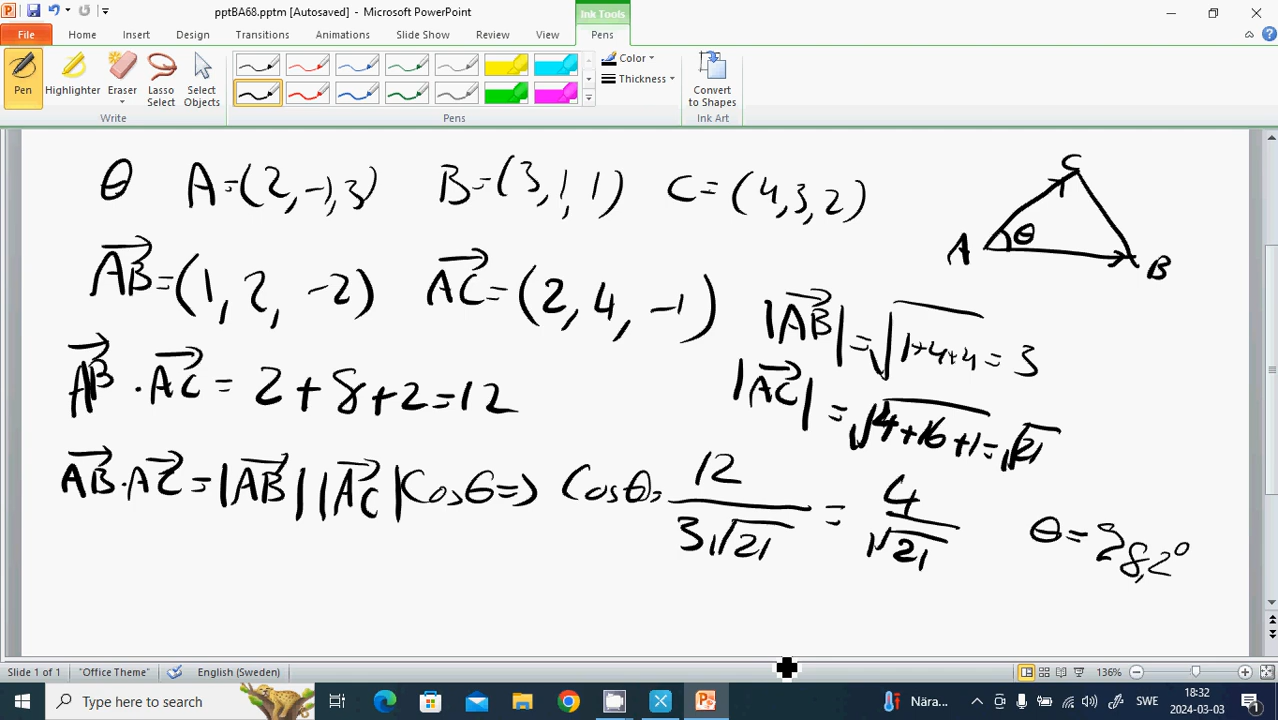 pptBA68.pptm [Autosaved] - Microsoft PowerPoint
Ink Tools
File Home Insert Design Transitions Animations Slide Show Review View Pens
Pen Highlighter Eraser Lasso Select Select Objects
Color
Thickness
Convert to Shapes
Write Pens Ink Art
θ A=(2,-1,3) B=(3,1,1) C=(4,3,2)
C
A θ B
AB=(1,2,-2) AC=(2,4,-1)
|AB|=√1+4+4=3
AB·AC=2+8+2=12
|AC|=√4+16+1=√21
AB·AC=|AB||AC|Cosθ=> Cosθ=12/3√21=4/√21 θ=28,2°
Slide 1 of 1 "Office Theme" English (Sweden) 136%
Type here to search Nära... SWE 18:32
2024-03-03